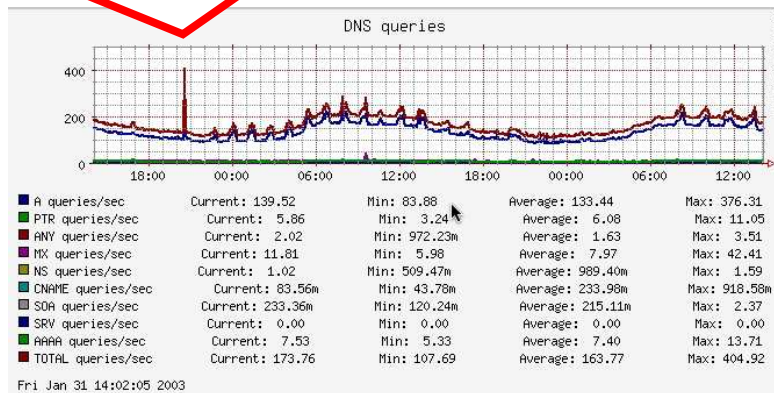 DNS queries
400
200
0
18:00 00:00 06:00 12:00 18:00 00:00 06:00 12:00
A queries/sec Current: 139.52 Min: 83.88 Average: 133.44 Max: 376.31
PTR queries/sec Current: 5.86 Min: 3.24 Average: 6.08 Max: 11.05
ANY queries/sec Current: 2.02 Min: 972.23m Average: 1.63 Max: 3.51
MX queries/sec Current: 11.81 Min: 5.98 Average: 7.97 Max: 42.41
NS queries/sec Current: 1.02 Min: 509.47m Average: 989.40m Max: 1.59
CNAME queries/sec Current: 83.56m Min: 43.78m Average: 233.98m Max: 918.58m
SOA queries/sec Current: 233.36m Min: 120.24m Average: 215.11m Max: 2.37
SRV queries/sec Current: 0.00 Min: 0.00 Average: 0.00 Max: 0.00
AAAA queries/sec Current: 7.53 Min: 5.33 Average: 7.40 Max: 13.71
TOTAL queries/sec Current: 173.76 Min: 107.69 Average: 163.77 Max: 404.92
Fri Jan 31 14:02:05 2003